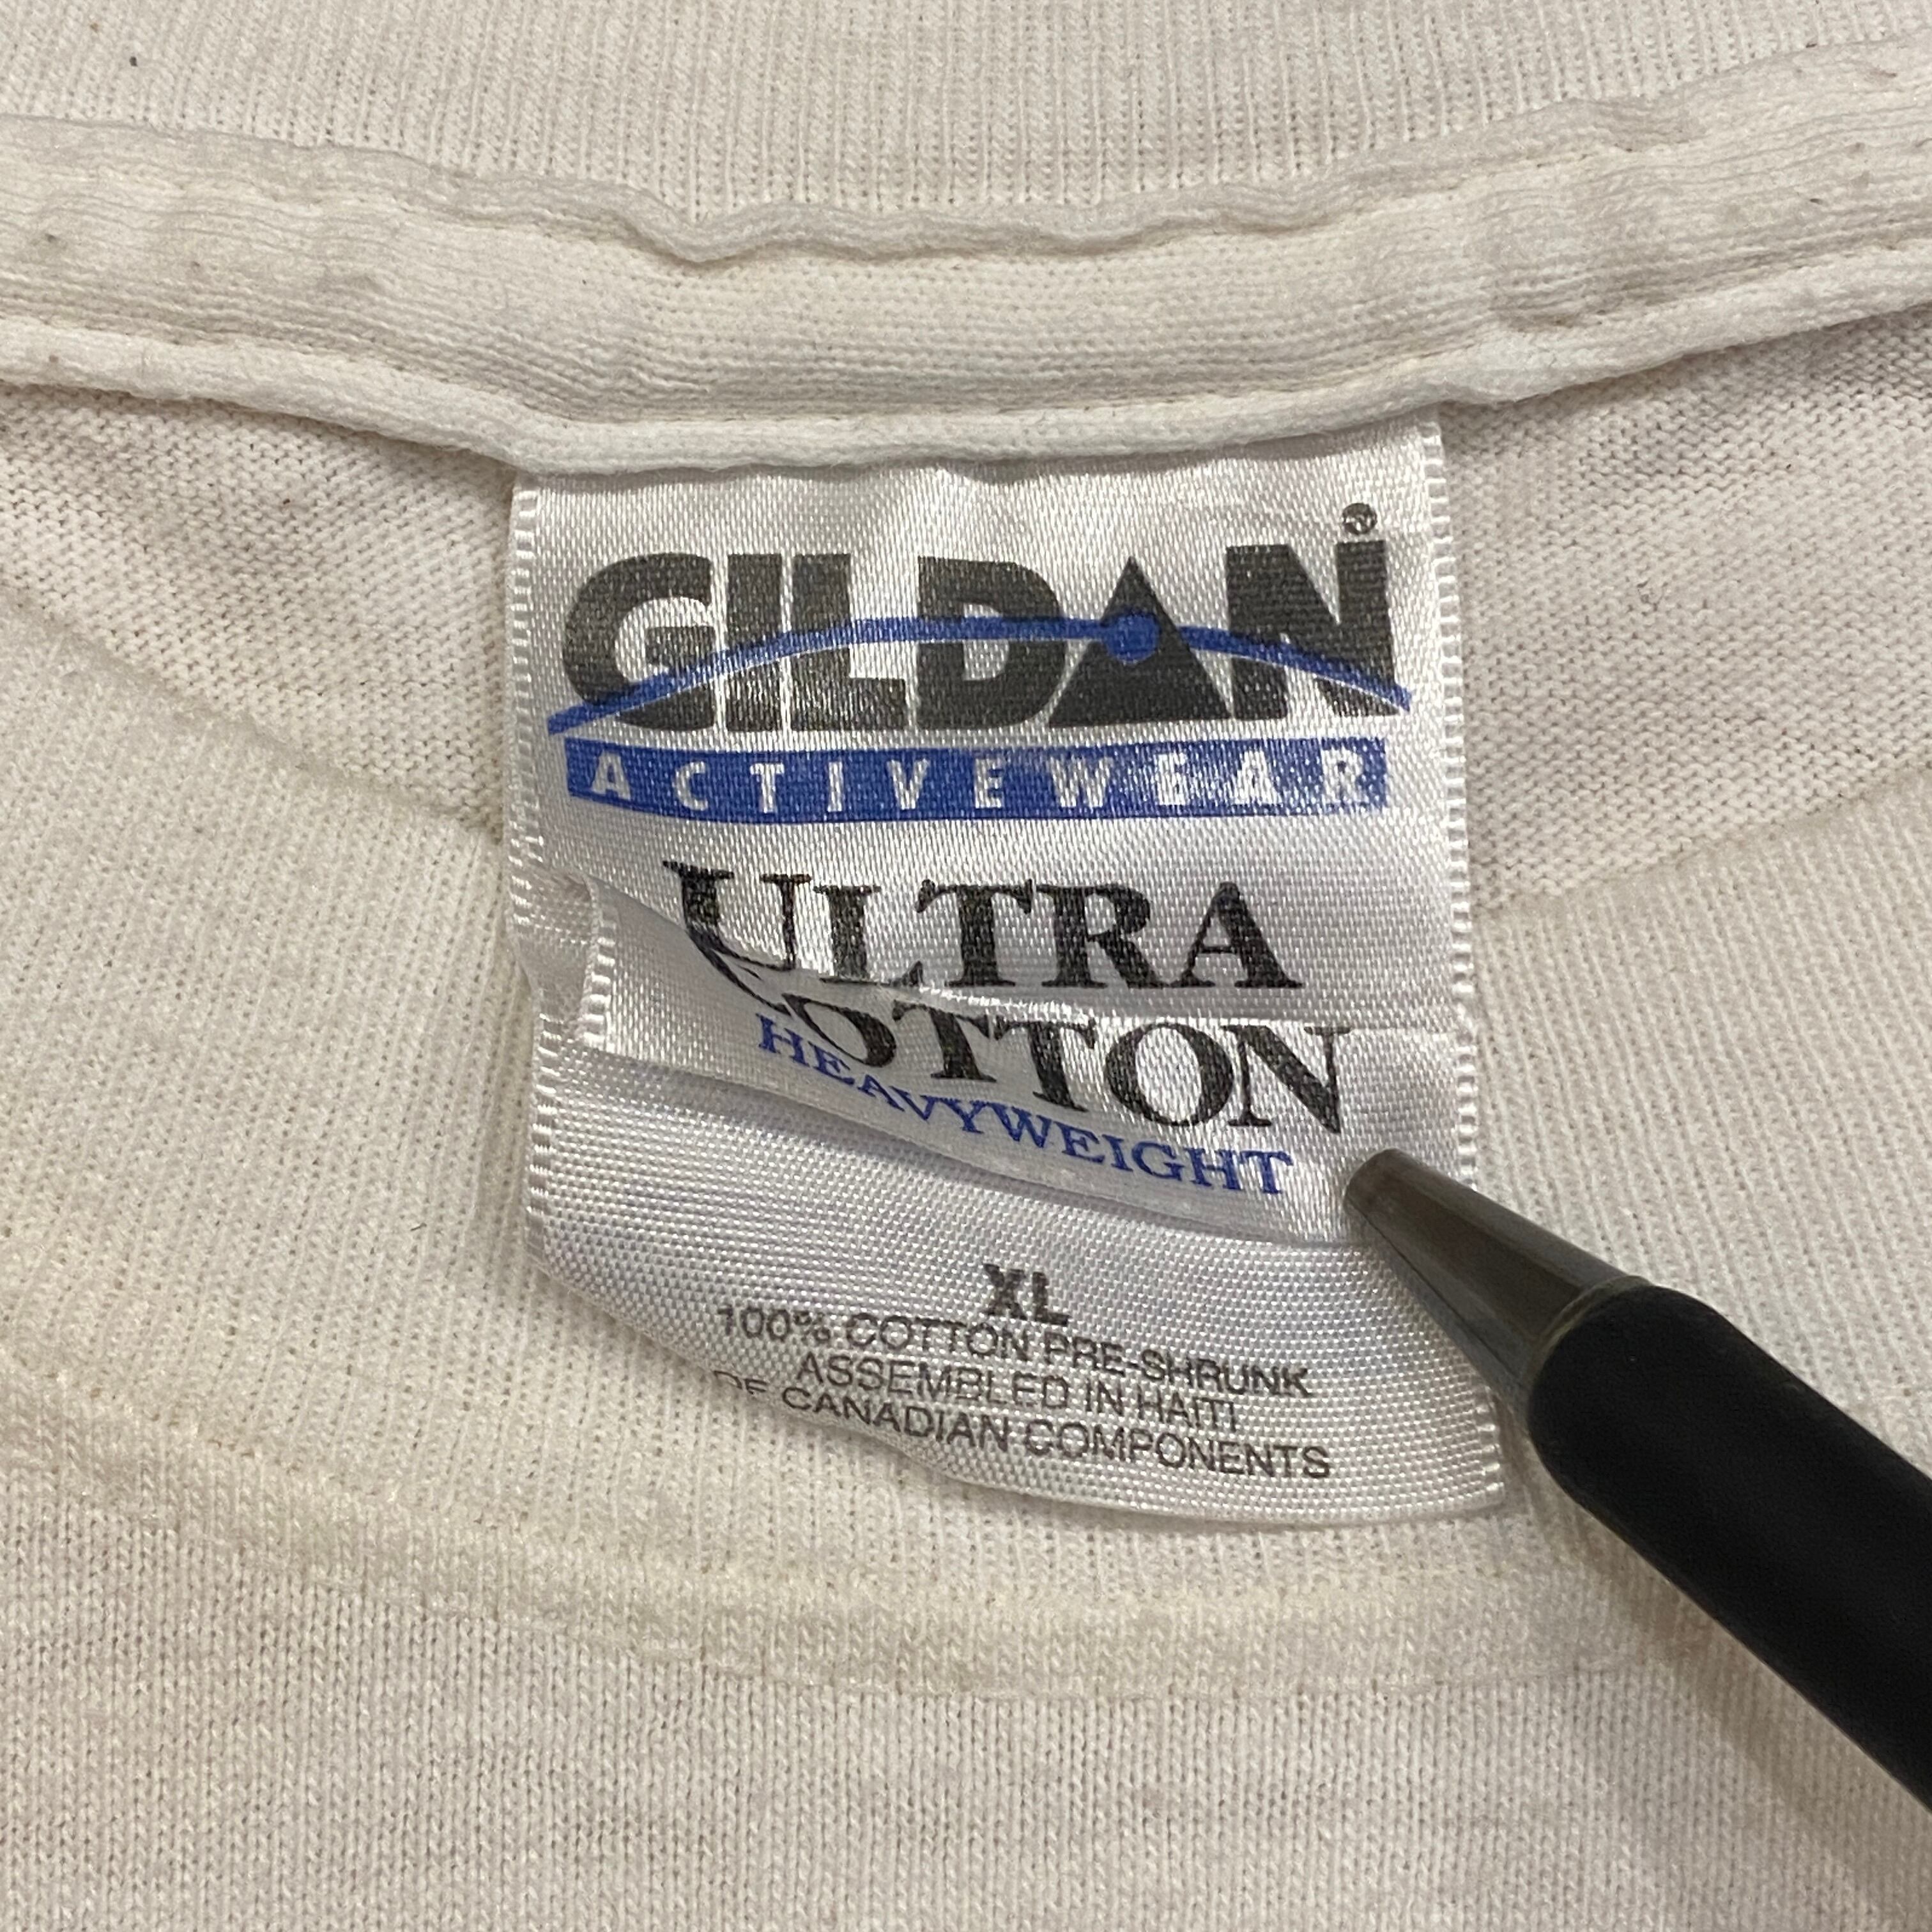 GILDAN®
ACTIVEWEAR
ULTRA
COTTON
HEAVYWEIGHT
XL
100% COTTON PRE-SHRUNK
ASSEMBLED IN HAITI
OF CANADIAN COMPONENTS